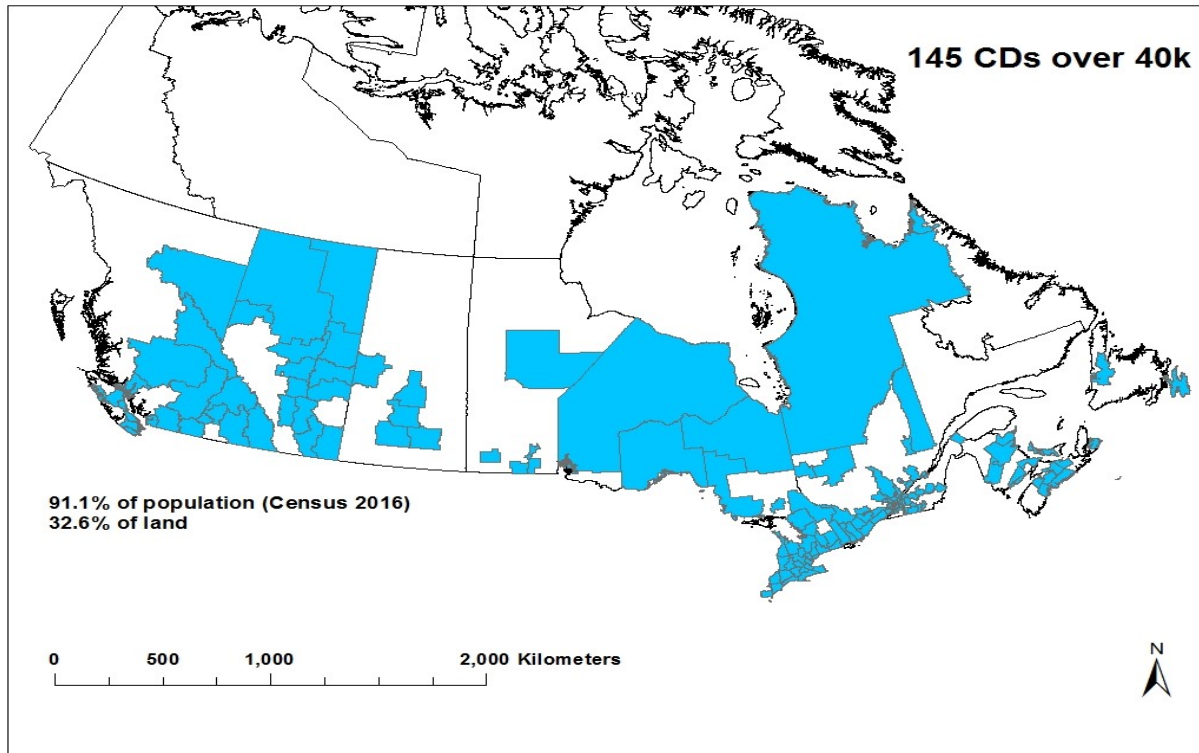 145 CDs over 40k
91.1% of population (Census 2016)
32.6% of land
0 500 1,000 2,000 Kilometers
N